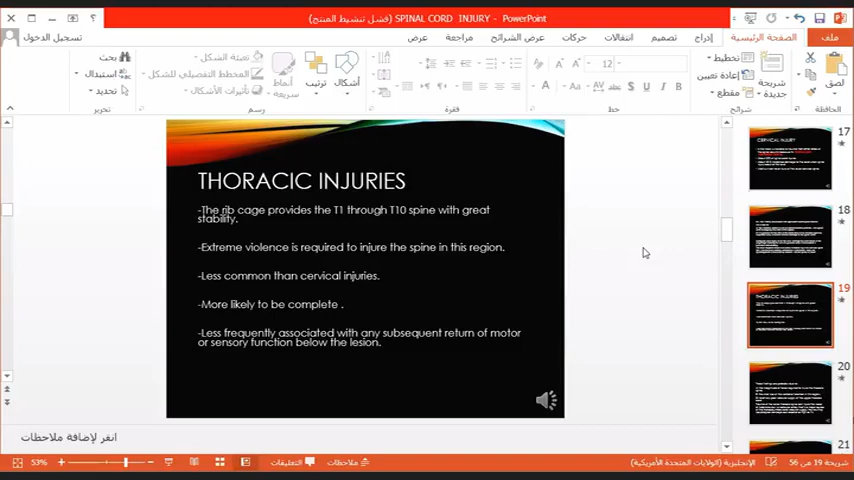 SPINAL CORD INJURY (فشل تنشيط المنتج) - PowerPoint
ملف
الصفحة الرئيسية
إدراج
تصميم
انتقالات
حركات
عرض الشرائح
مراجعة
عرض
تسجيل الدخول
لصق
الحافظة
شريحة
جديدة
تخطيط
إعادة تعيين
مقطع
شرائح
12
خط
فقرة
أشكال
ترتيب
أنماط
سريعة
تعبئة الشكل
المخطط التفصيلي للشكل
تأثيرات الأشكال
رسم
بحث
استبدال
تحديد
تحرير
THORACIC INJURIES
-The rib cage provides the T1 through T10 spine with great
stability.
-Extreme violence is required to injure the spine in this region.
-Less common than cervical injuries.
-More likely to be complete .
-Less frequently associated with any subsequent return of motor
or sensory function below the lesion.
17
CERVICAL INJURY
18
19
THORACIC INJURIES
20
21
انقر لإضافة ملاحظات
شريحة 19 من 56
الإنجليزية (الولايات المتحدة الأمريكية)
ملاحظات
التعليقات
53%